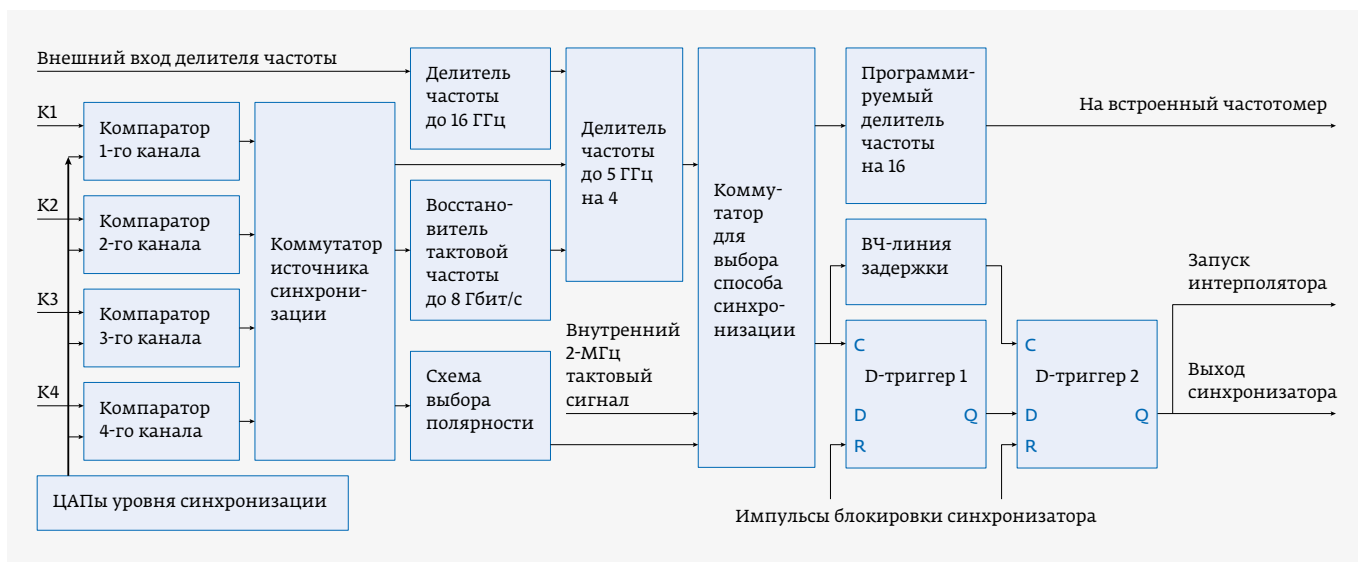 Внешний вход делителя частоты
К1
Компаратор
1-го канала
К2
Компаратор
2-го канала
К3
Компаратор
3-го канала
К4
Компаратор
4-го канала
ЦАПы уровня синхронизации
Коммутатор
источника
синхрони-
зации
Делитель
частоты
до 16 ГГц
Восстано-
витель
тактовой
частоты
до 8 Гбит/с
Схема
выбора
полярности
Делитель
частоты
до 5 ГГц
на 4
Внутренний
2-МГц
тактовый
сигнал
Комму-
татор
для
выбора
способа
синхро-
низации
Программи-
руемый
делитель
частоты
на 16
На встроенный частотомер
ВЧ-линия
задержки
C
D-триггер 1
D
Q
R
C
D-триггер 2
D
Q
R
Запуск
интерполятора
Выход
синхронизатора
Импульсы блокировки синхронизатора